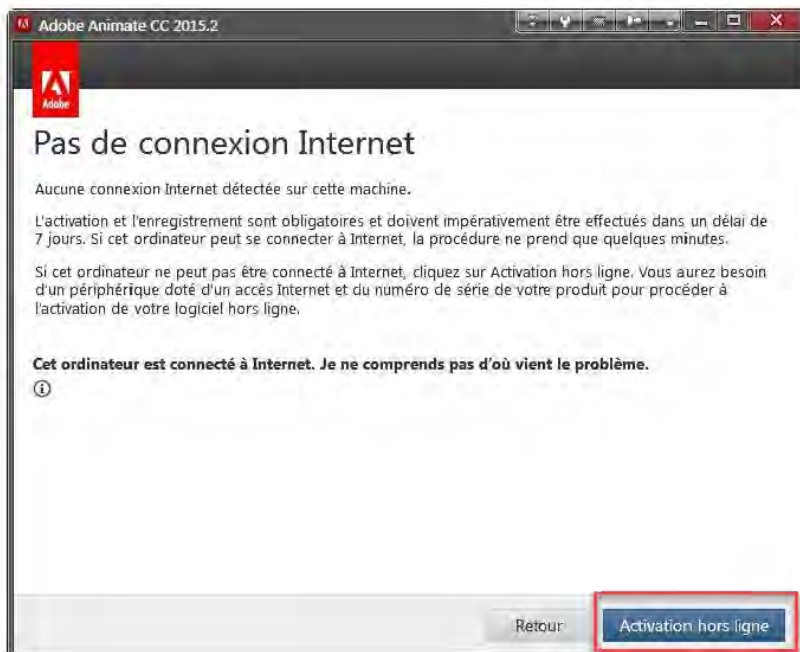 Adobe Animate CC 2015.2
Adobe
Pas de connexion Internet
Aucune connexion Internet détectée sur cette machine.
L'activation et l'enregistrement sont obligatoires et doivent impérativement être effectués dans un délai de
7 jours. Si cet ordinateur peut se connecter à Internet, la procédure ne prend que quelques minutes.
Si cet ordinateur ne peut pas être connecté à Internet, cliquez sur Activation hors ligne. Vous aurez besoin
d'un périphérique doté d'un accès Internet et du numéro de série de votre produit pour procéder à
l'activation de votre logiciel hors ligne.
Cet ordinateur est connecté à Internet. Je ne comprends pas d'où vient le problème.
Retour
Activation hors ligne